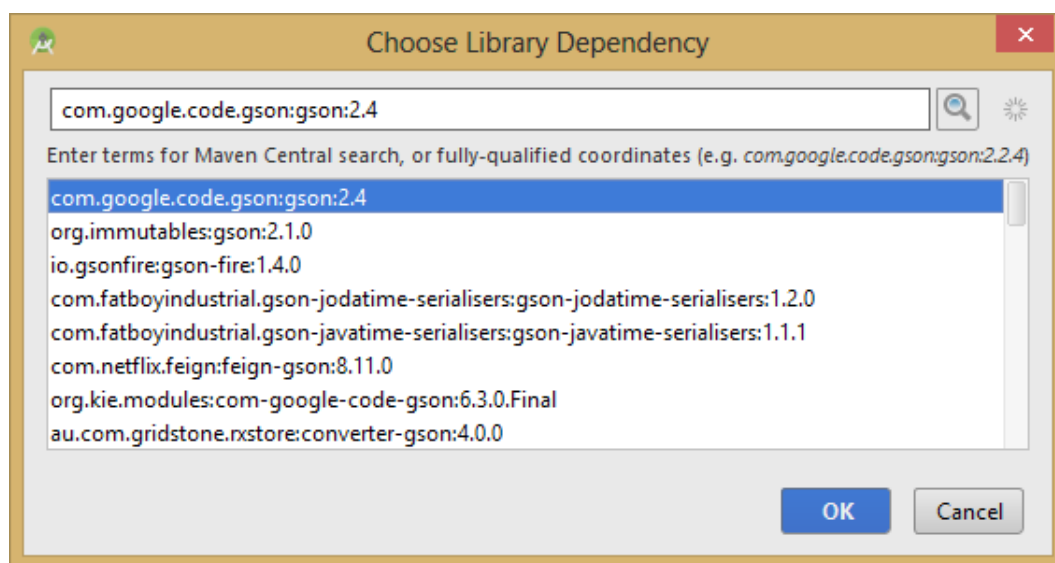 Choose Library Dependency
com.google.code.gson:gson:2.4
Enter terms for Maven Central search, or fully-qualified coordinates (e.g. com.google.code.gson:gson:2.2.4)
com.google.code.gson:gson:2.4
org.immutables:gson:2.1.0
io.gsonfire:gson-fire:1.4.0
com.fatboyindustrial.gson-jodatime-serialisers:gson-jodatime-serialisers:1.2.0
com.fatboyindustrial.gson-javatime-serialisers:gson-javatime-serialisers:1.1.1
com.netflix.feign:feign-gson:8.11.0
org.kie.modules:com-google-code-gson:6.3.0.Final
au.com.gridstone.rxstore:converter-gson:4.0.0
OK Cancel